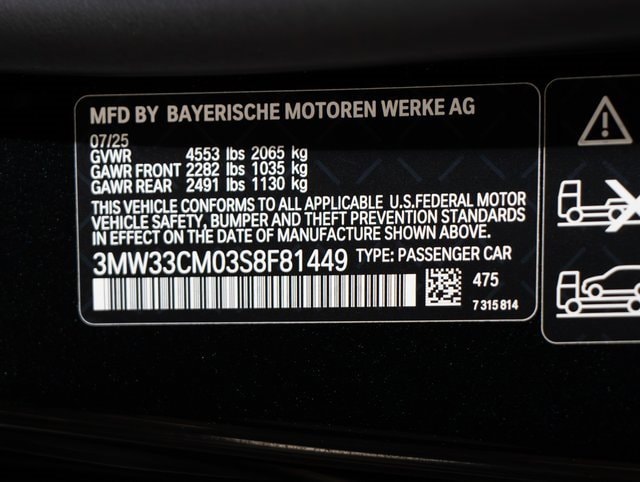 MFD BY BAYERISCHE MOTOREN WERKE AG
07/25
GVWR 4553 lbs 2065 kg
GAWR FRONT 2282 lbs 1035 kg
GAWR REAR 2491 lbs 1130 kg
THIS VEHICLE CONFORMS TO ALL APPLICABLE U.S.FEDERAL MOTOR
VEHICLE SAFETY, BUMPER AND THEFT PREVENTION STANDARDS
IN EFFECT ON THE DATE OF MANUFACTURE SHOWN ABOVE.
3MW33CM03S8F81449 TYPE: PASSENGER CAR
475
7 315 814